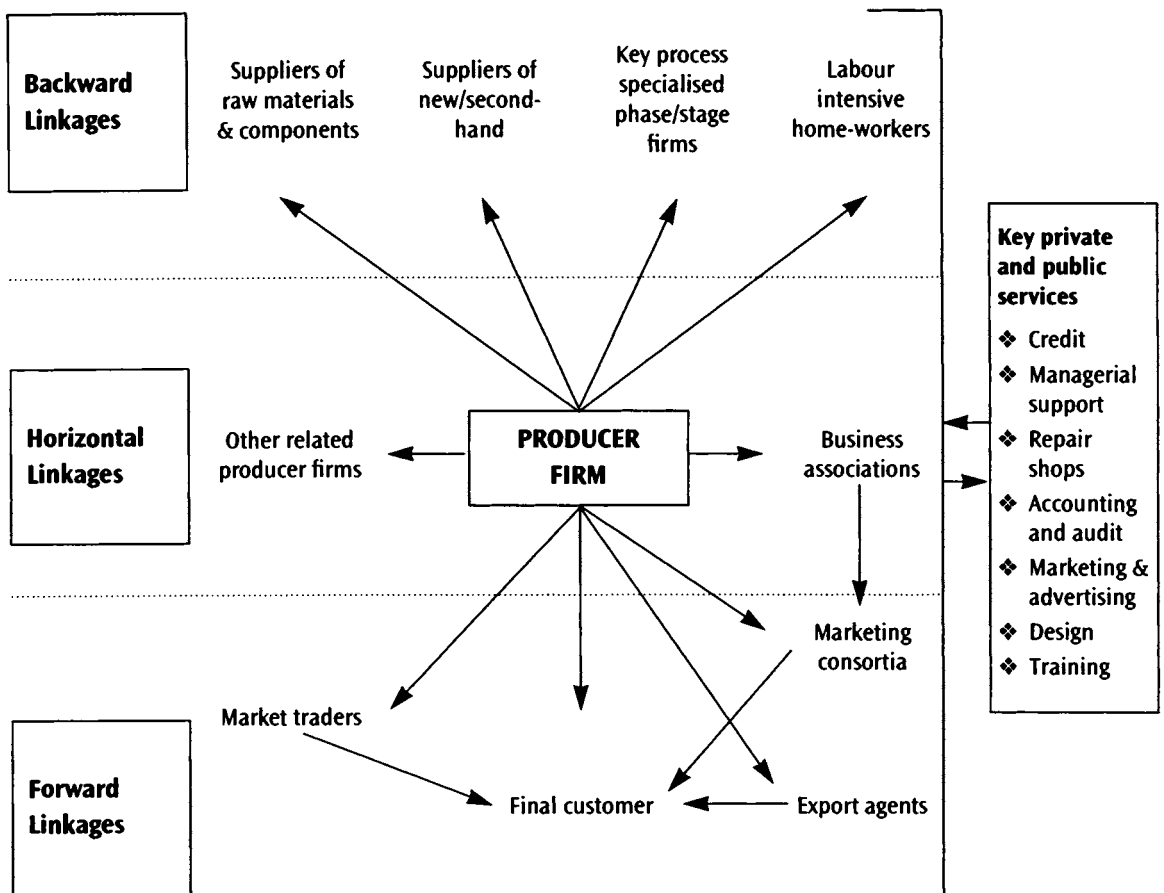 Backward
Linkages
Suppliers of
raw materials
& components
Suppliers of
new/second-
hand
Key process
specialised
phase/stage
firms
Labour
intensive
home-workers
Key private
and public
services
❖ Credit
❖ Managerial
support
❖ Repair
shops
❖ Accounting
and audit
❖ Marketing &
advertising
❖ Design
❖ Training
Horizontal
Linkages
Other related
producer firms
PRODUCER
FIRM
Business
associations
Marketing
consortia
Market traders
Forward
Linkages
Final customer
Export agents